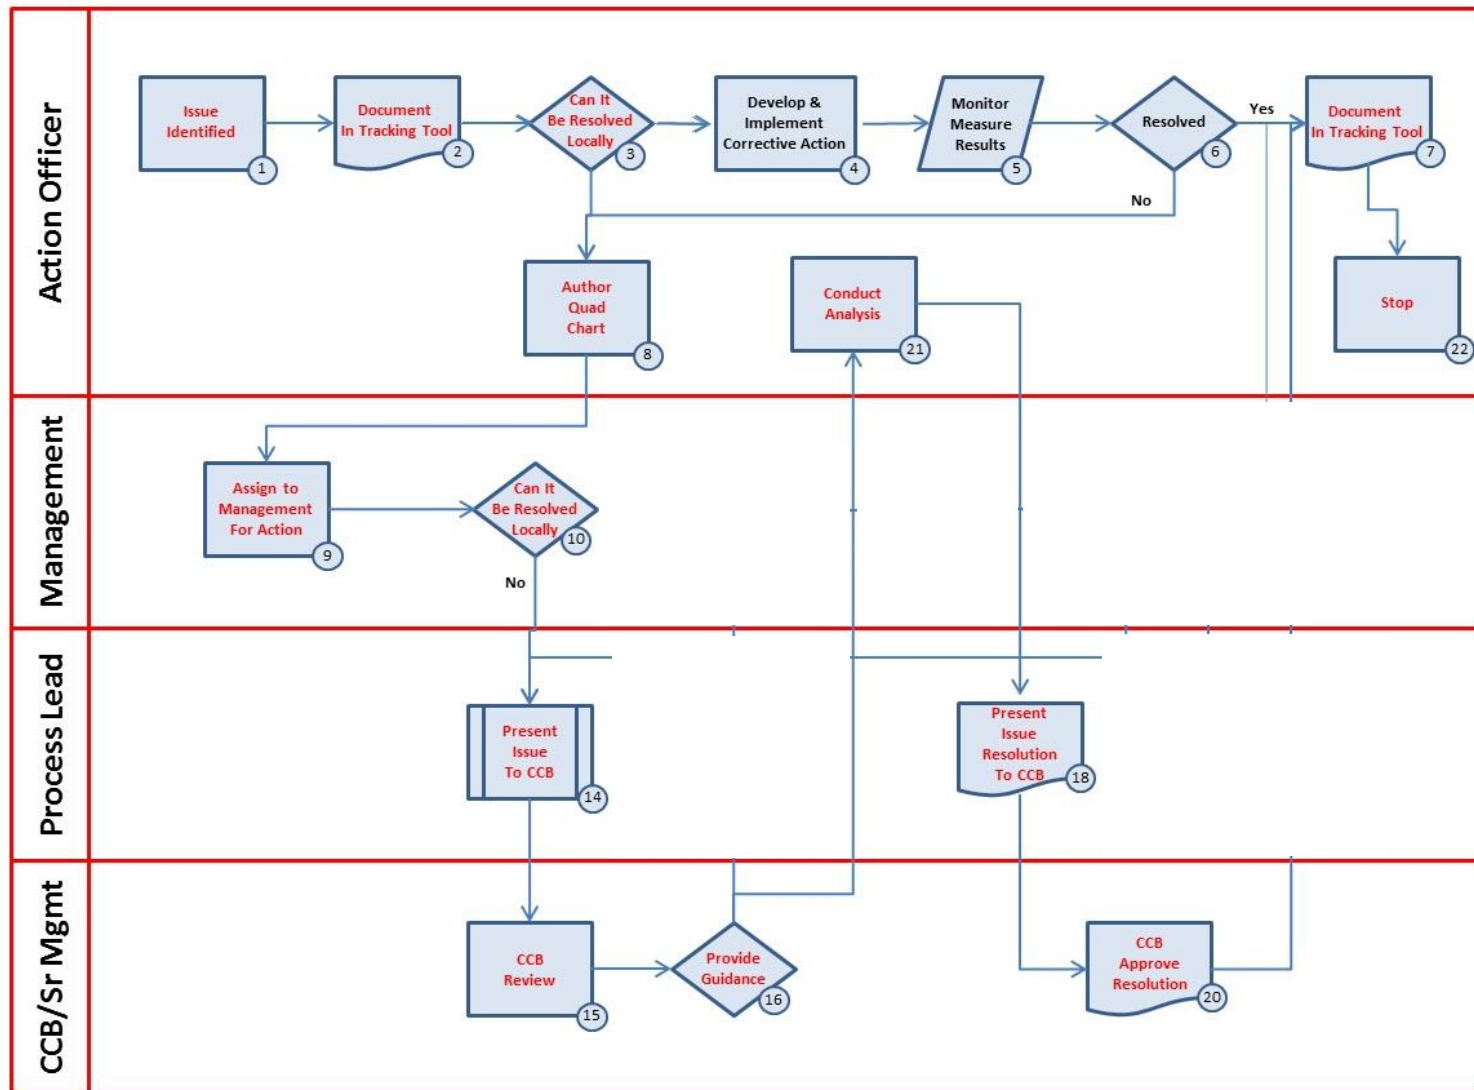 Action Officer
Issue
Identified
1
Document
In Tracking Tool
2
Can It
Be Resolved
Locally
3
Develop &
Implement
Corrective Action
4
Monitor
Measure
Results
5
Resolved
6
Yes
No
Document
In Tracking Tool
7
Author
Quad
Chart
8
Conduct
Analysis
21
Stop
22
Management
Assign to
Management
For Action
9
Can It
Be Resolved
Locally
10
No
Process Lead
Present
Issue
To CCB
14
Present
Issue
Resolution
To CCB
18
CCB/Sr Mgmt
CCB
Review
15
Provide
Guidance
16
CCB
Approve
Resolution
20